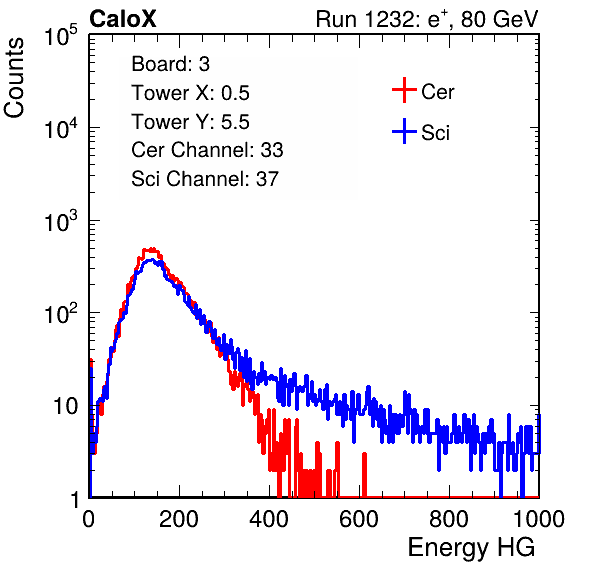 CaloX Run 1232: e⁺, 80 GeV
Counts
10⁵
10⁴
10³
10²
10
1
Board: 3
Tower X: 0.5
Tower Y: 5.5
Cer Channel: 33
Sci Channel: 37
Cer
Sci
0 200 400 600 800 1000
Energy HG